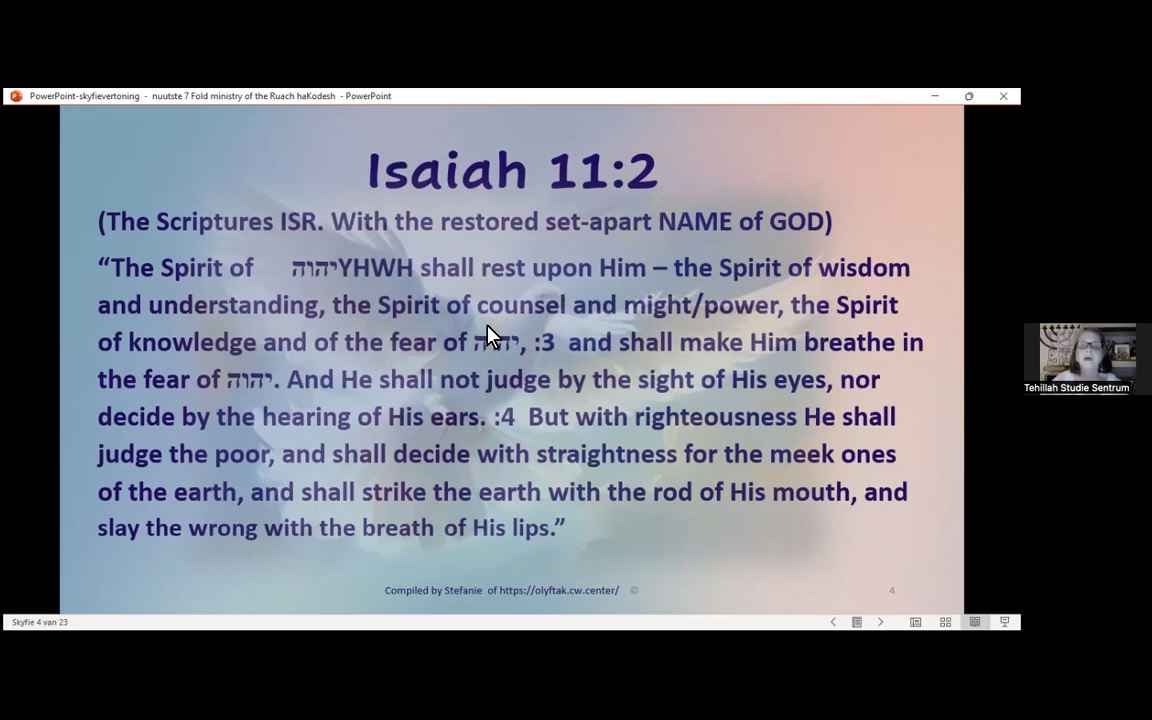 PowerPoint-skyfievertoning - nuutste 7 Fold ministry of the Ruach haKodesh - PowerPoint
Isaiah 11:2
(The Scriptures ISR. With the restored set-apart NAME of GOD)
“The Spirit of יהוהYHWH shall rest upon Him – the Spirit of wisdom
and understanding, the Spirit of counsel and might/power, the Spirit
of knowledge and of the fear of יהוה, :3 and shall make Him breathe in
the fear of יהוה. And He shall not judge by the sight of His eyes, nor
decide by the hearing of His ears. :4 But with righteousness He shall
judge the poor, and shall decide with straightness for the meek ones
of the earth, and shall strike the earth with the rod of His mouth, and
slay the wrong with the breath of His lips.”
Compiled by Stefanie of https://olyftak.cw.center/ ©
4
Skyfie 4 van 23
Tehillah Studie Sentrum